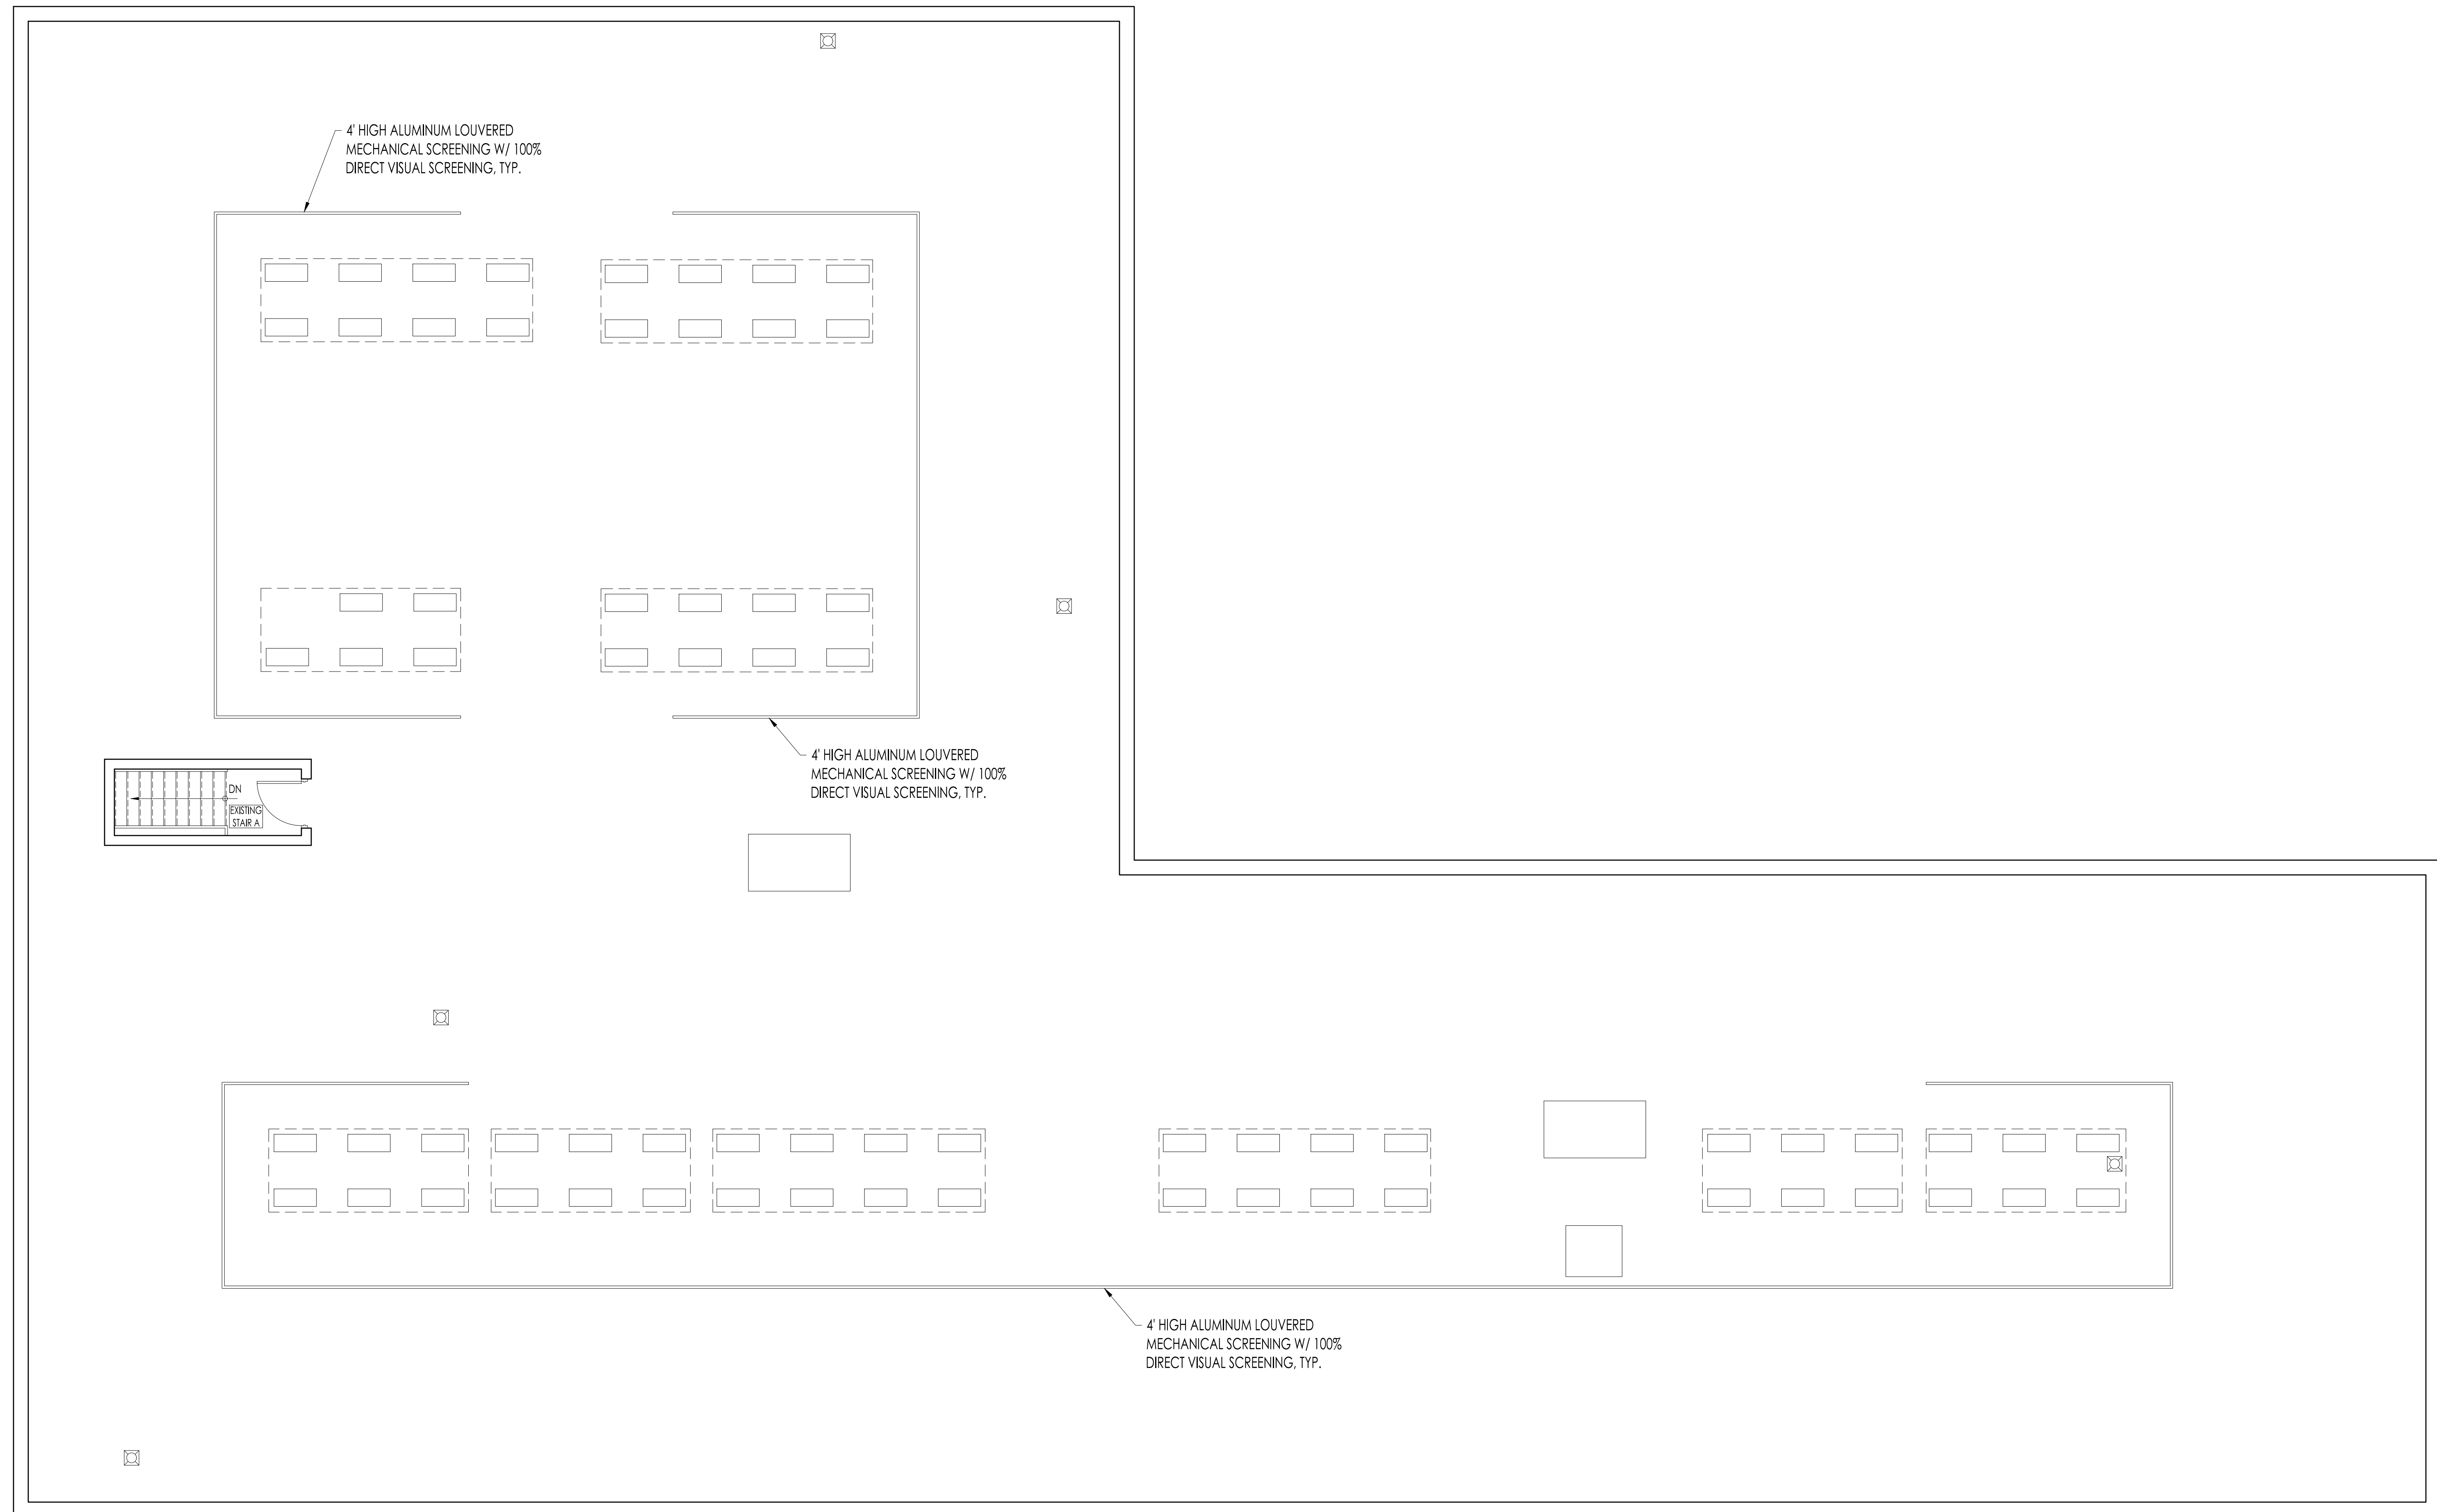 4' HIGH ALUMINUM LOUVERED
MECHANICAL SCREENING W/ 100%
DIRECT VISUAL SCREENING, TYP.
4' HIGH ALUMINUM LOUVERED
MECHANICAL SCREENING W/ 100%
DIRECT VISUAL SCREENING, TYP.
DN
EXISTING
STAIR A
4' HIGH ALUMINUM LOUVERED
MECHANICAL SCREENING W/ 100%
DIRECT VISUAL SCREENING, TYP.